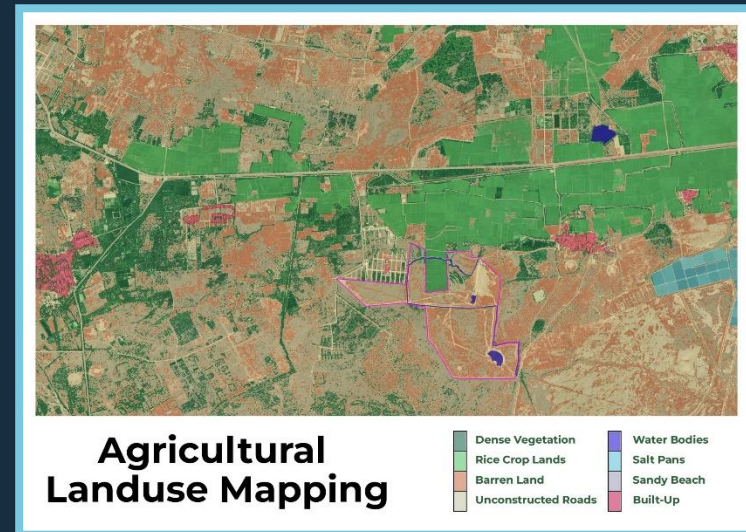 Agricultural
Landuse Mapping
Dense Vegetation
Rice Crop Lands
Barren Land
Unconstructed Roads
Water Bodies
Salt Pans
Sandy Beach
Built-Up